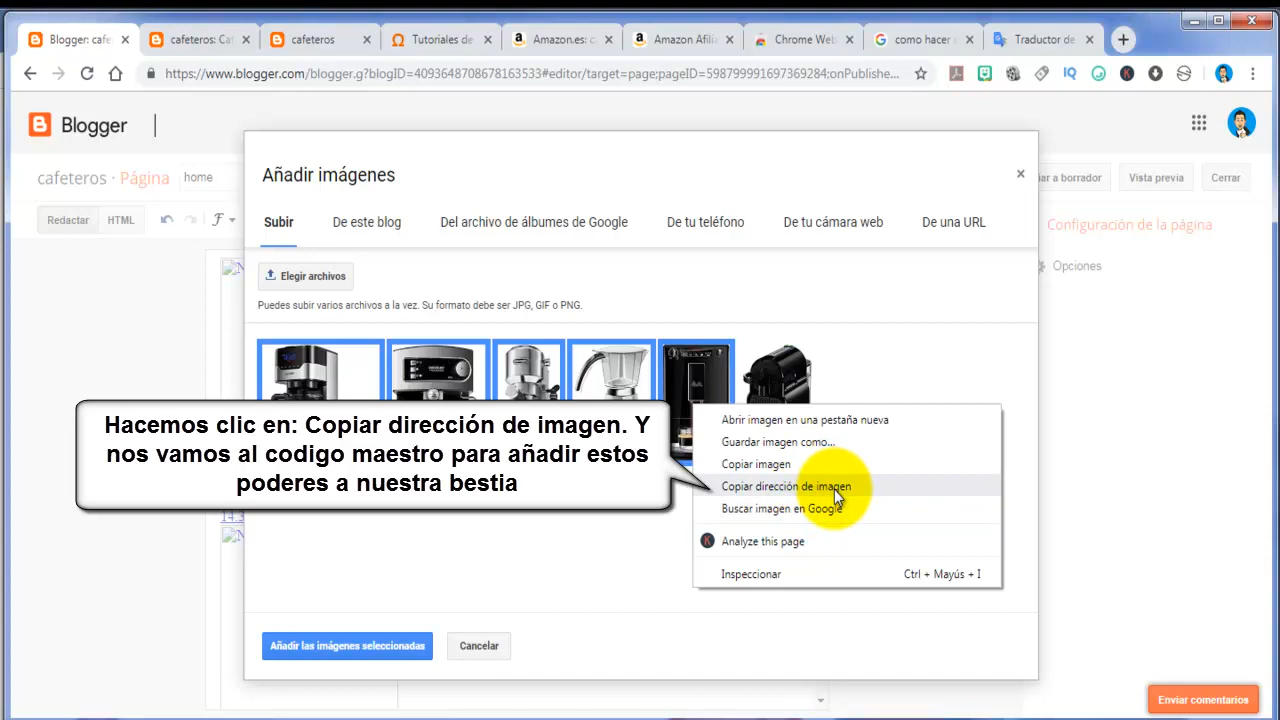 Blogger: cafe
cafeteros: Caf
cafeteros
Tutoriales de
Amazon.es: c
Amazon Afilia
Chrome Web
como hacer
Traductor de
https://www.blogger.com/blogger.g?blogID=4903648708678163333#editor/target=page;pageID=598799991697369284;onPublishe...
Blogger
cafeteros · Página
home
ar a borrador
Vista previa
Cerrar
Redactar
HTML
Configuración de la página
Opciones
Añadir imágenes
Subir
De este blog
Del archivo de álbumes de Google
De tu teléfono
De tu cámara web
De una URL
Elegir archivos
Puedes subir varios archivos a la vez. Su formato debe ser JPG, GIF o PNG.
Hacemos clic en: Copiar dirección de imagen. Y
nos vamos al codigo maestro para añadir estos
poderes a nuestra bestia
Abrir imagen en una pestaña nueva
Guardar imagen como...
Copiar imagen
Copiar dirección de imagen
Buscar imagen en Google
Analyze this page
Inspeccionar Ctrl + Mayús + I
Añadir las imágenes seleccionadas
Cancelar
Enviar comentarios